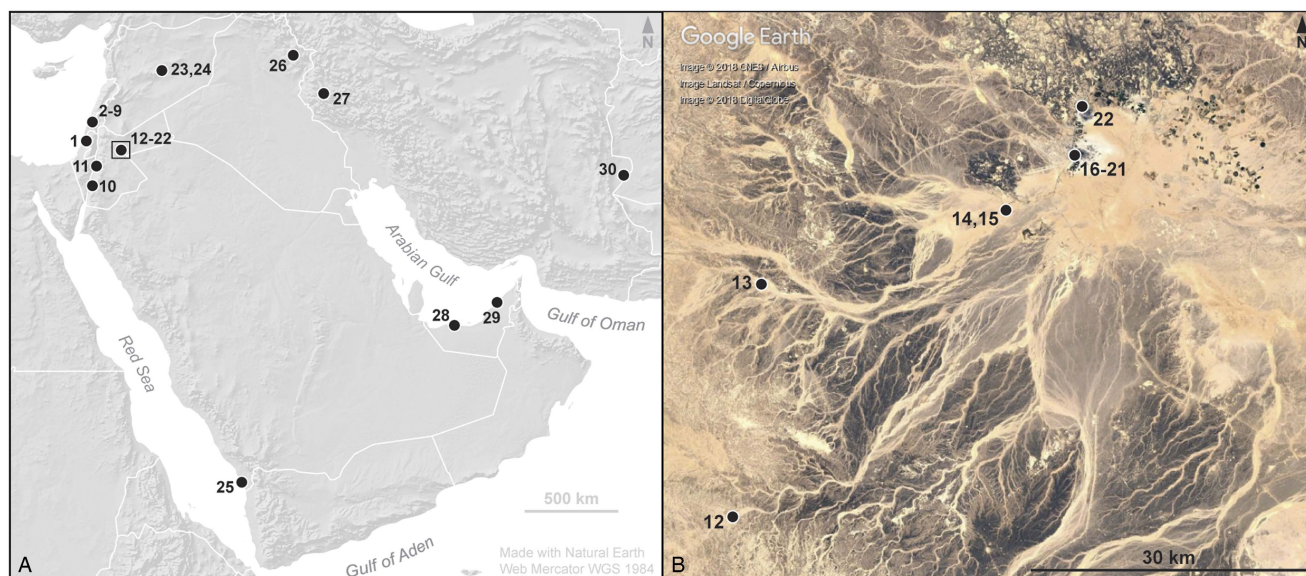 N
23,24
26
27
2-9
1
12-22
11
10
30
Arabian Gulf
28
29
Gulf of Oman
Red Sea
25
500 km
Gulf of Aden
Made with Natural Earth
Web Mercator WGS 1984
A
Google Earth
N
Image © 2018 CNES / Airbus
Image Landsat / Copernicus
Image © 2018 DigitalGlobe
22
16-21
14,15
13
12
30 km
B